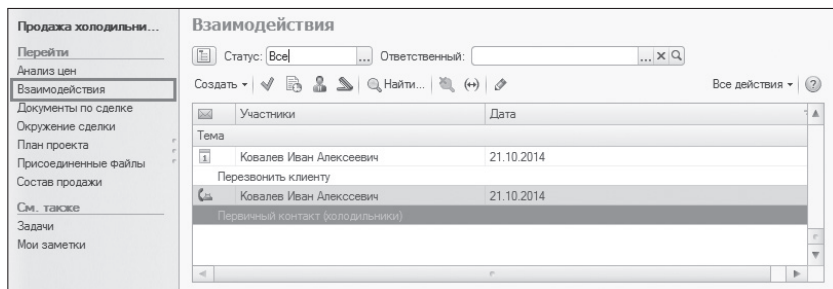 Продажа холодильни...
Перейти
Анализ цен
Взаимодействия
Документы по сделке
Окружение сделки
План проекта
Присоединенные файлы
Состав продажи
См. также
Задачи
Мои заметки
Взаимодействия
Статус: Все ... Ответственный: ...
Создать Найти... Все действия ?
Участники Дата
Тема
1 Ковалев Иван Алексеевич 21.10.2014
Перезвонить клиенту
Ковалев Иван Алексеевич 21.10.2014
Первичный контакт (холодильники)